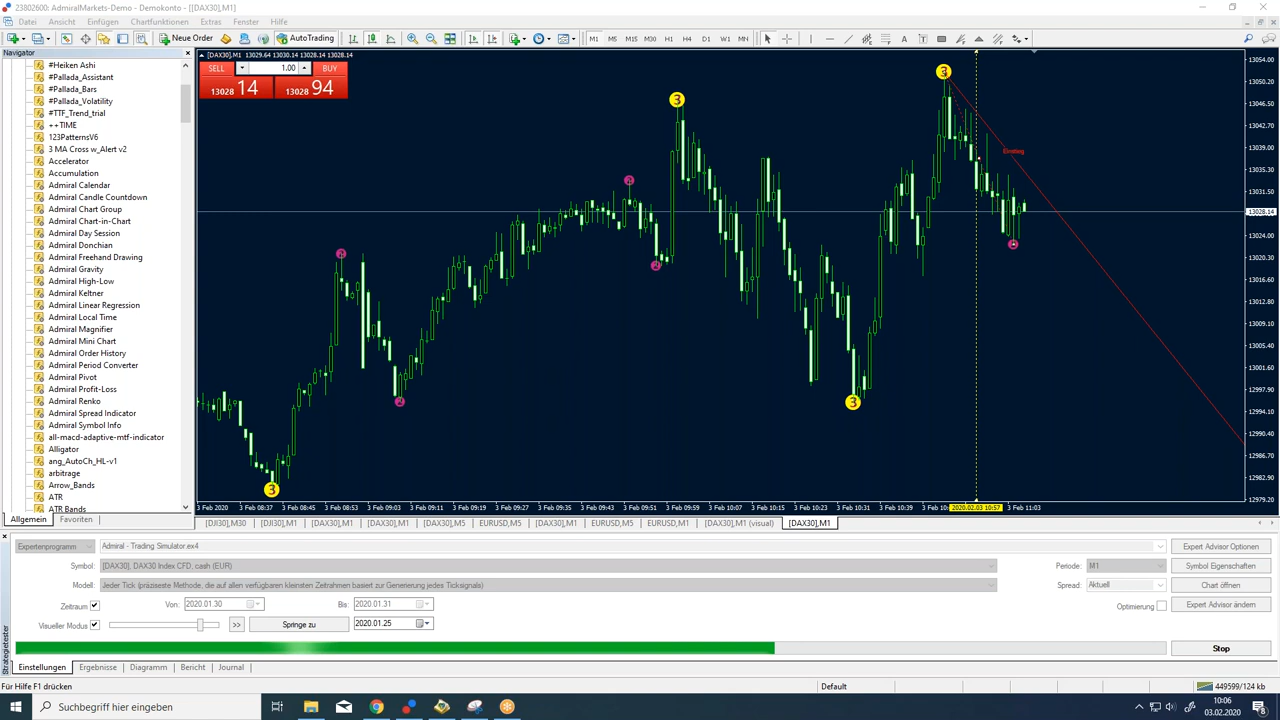 23802600: AdmiralMarkets-Demo - Demokonto - [[DAX30],M1]
Datei Ansicht Einfügen Chartfunktionen Extras Fenster Hilfe
New Order AutoTrading M1 M5 M15 M30 H1 H4 D1 W1 MN
Navigator
#Heiken Ashi
#Pallada_Assistant
#Pallada_Bars
#Pallada_Volatility
#TTF_Trend_trial
++TIME
123PatternsV6
3 MA Cross w_Alert v2
Accelerator
Accumulation
Admiral Calendar
Admiral Candle Countdown
Admiral Chart Group
Admiral Chart-in-Chart
Admiral Day Session
Admiral Donchian
Admiral Freehand Drawing
Admiral Gravity
Admiral High-Low
Admiral Keltner
Admiral Linear Regression
Admiral Local Time
Admiral Magnifier
Admiral Mini Chart
Admiral Order History
Admiral Period Converter
Admiral Pivot
Admiral Profit-Loss
Admiral Renko
Admiral Spread Indicator
Admiral Symbol Info
all-macd-adaptive-mtf-indicator
Alligator
ang_AutoCh_HL-v1
arbitrage
Arrow_Bands
ATR
ATR Bands
Allgemein Favoriten
[DAX30],M1 13029.64 13030.14 13028.14 13028.14
SELL 1.00 BUY
13028 14 13028 94
3
3
2
2
2
2
3
3
Einstieg
13054.00
13050.20
13046.50
13042.70
13039.00
13035.30
13031.50
13028.14
13024.00
13020.30
13016.60
13012.80
13009.10
13005.40
13001.60
12997.90
12994.10
12990.40
12986.70
12982.90
12979.20
3 Feb 2020 3 Feb 08:37 3 Feb 08:45 3 Feb 08:53 3 Feb 09:03 3 Feb 09:11 3 Feb 09:19 3 Feb 09:27 3 Feb 09:35 3 Feb 09:43 3 Feb 09:51 3 Feb 09:59 3 Feb 10:07 3 Feb 10:15 3 Feb 10:23 3 Feb 10:31 3 Feb 10:39 3 Feb 10: 2020.02.03 10:57 3 Feb 11:03
[DJI30],M30 [DAX30],M1 [DAX30],M1 [DAX30],M1 [DAX30],M5 EURUSD,M5 [DAX30],M1 EURUSD,M5 EURUSD,M1 [DAX30],M1 (visual) [DAX30],M1
Expertenprogramm Admiral - Trading Simulator.ex4 Expert Advisor Optionen
Symbol: [DAX30], DAX30 Index CFD, cash (EUR) Periode: M1 Symbol Eigenschaften
Modell: Jeder Tick (präziseste Methode, die auf allen verfügbaren kleinsten Zeitrahmen basiert zur Generierung jedes Ticksignals) Spread: Aktuell Chart öffnen
Zeitraum Von: 2020.01.30 Bis: 2020.01.31 Optimierung Expert Advisor ändern
Visueller Modus >> Springe zu 2020.01.25
Stop
Strategietester
Einstellungen Ergebnisse Diagramm Bericht Journal
Für Hilfe F1 drücken Default 449599/124 kb
Suchbegriff hier eingeben 10:06
03.02.2020
8